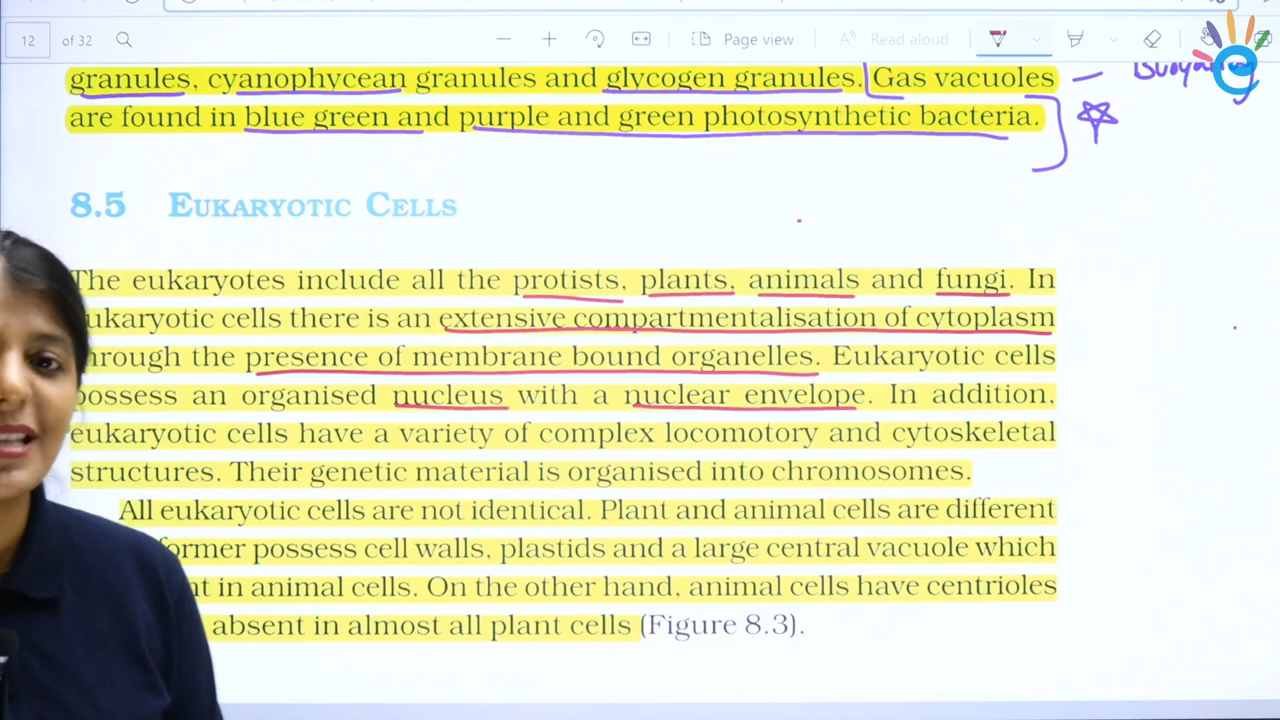 12 of 32 Page view Read aloud
granules, cyanophycean granules and glycogen granules. Gas vacuoles —
are found in blue green and purple and green photosynthetic bacteria.
8.5 EUKARYOTIC CELLS
The eukaryotes include all the protists, plants, animals and fungi. In
ukaryotic cells there is an extensive compartmentalisation of cytoplasm
hrough the presence of membrane bound organelles. Eukaryotic cells
possess an organised nucleus with a nuclear envelope. In addition,
eukaryotic cells have a variety of complex locomotory and cytoskeletal
structures. Their genetic material is organised into chromosomes.
All eukaryotic cells are not identical. Plant and animal cells are different
former possess cell walls, plastids and a large central vacuole which
nt in animal cells. On the other hand, animal cells have centrioles
absent in almost all plant cells (Figure 8.3).